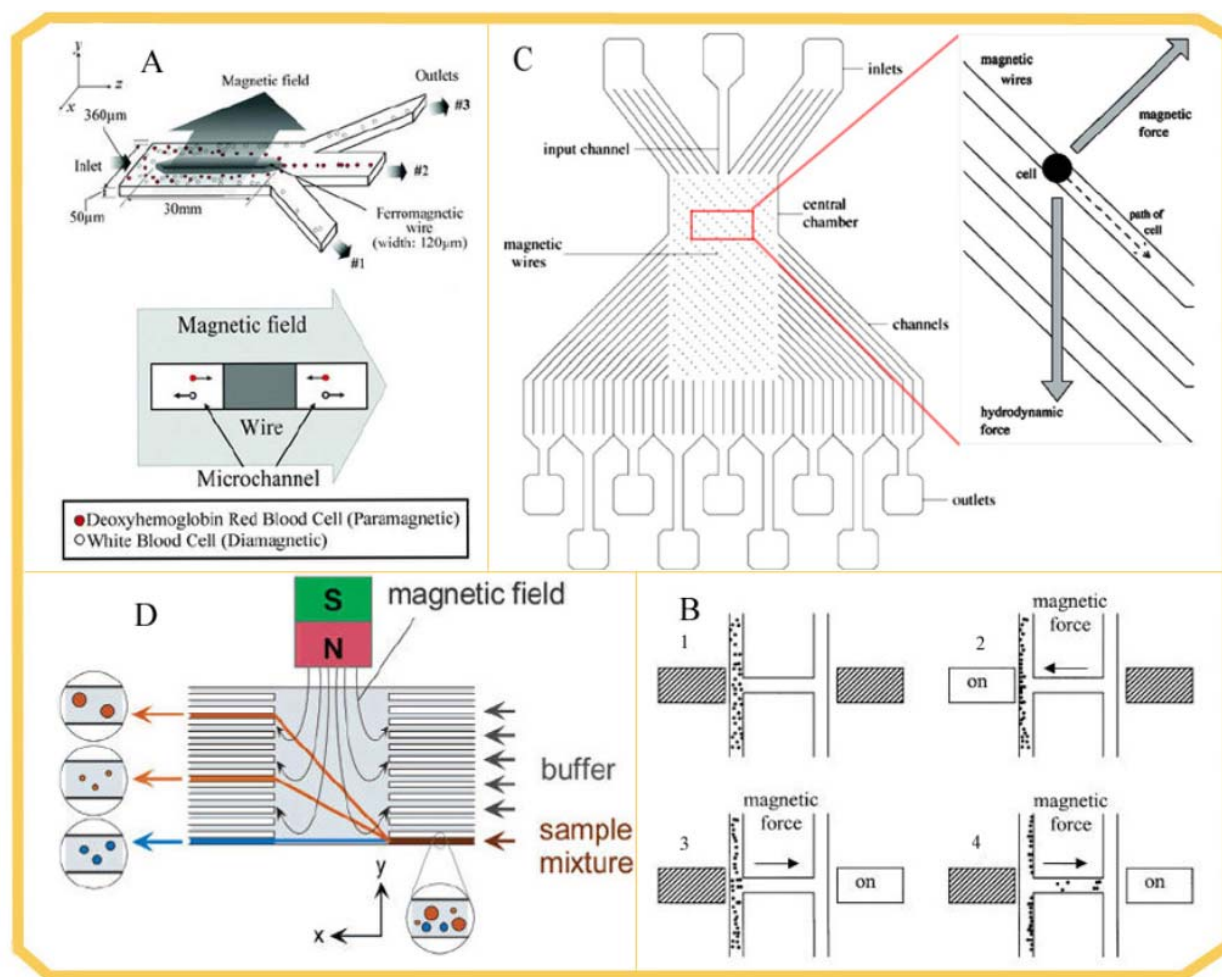 A
y
z
x
Magnetic field
Outlets
#3
360µm
Inlet
#2
50µm
30mm
Ferromagnetic
wire
(width: 120µm)
#1
Magnetic field
Wire
Microchannel
Deoxyhemoglobin Red Blood Cell (Paramagnetic)
White Blood Cell (Diamagnetic)
C
inlets
input channel
central
chamber
magnetic
wires
channels
outlets
magnetic
wires
magnetic
force
cell
path of
cell
hydrodynamic
force
D
S
N
magnetic field
buffer
sample
mixture
y
x
B
1
magnetic
force
2
on
magnetic
force
3
on
magnetic
force
4
on